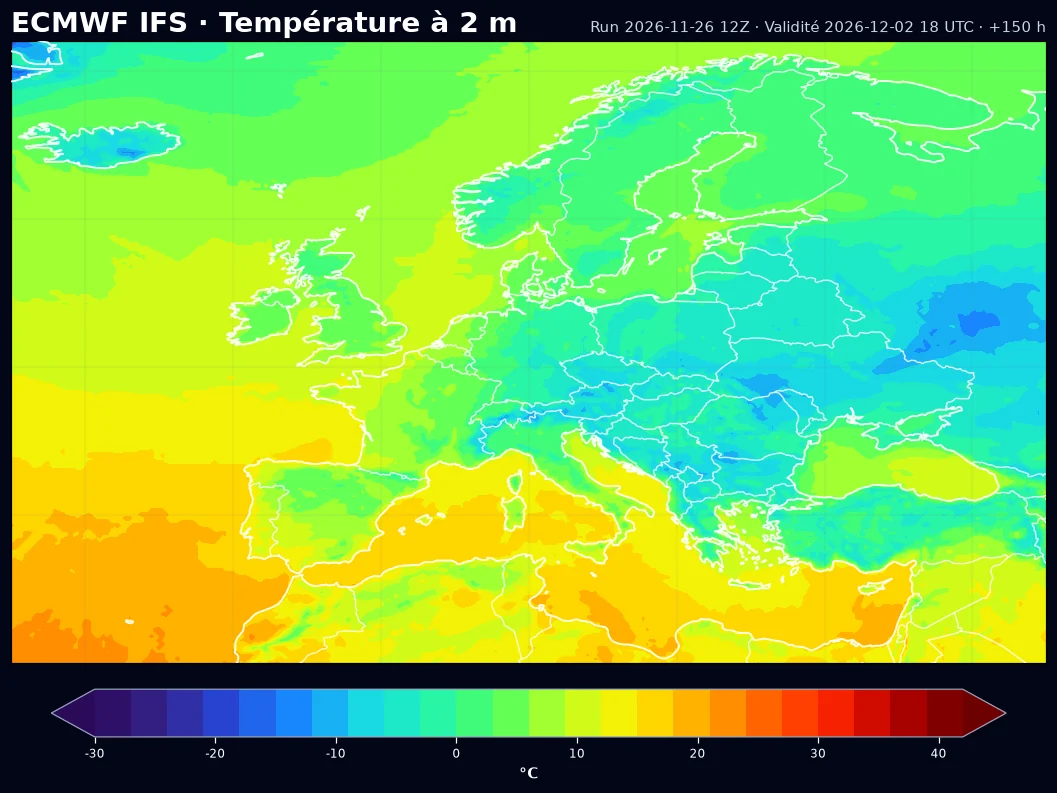 ECMWF IFS · Température à 2 m
Run 2026-11-26 12Z · Validité 2026-12-02 18 UTC · +150 h
-30 -20 -10 0 10 20 30 40
°C